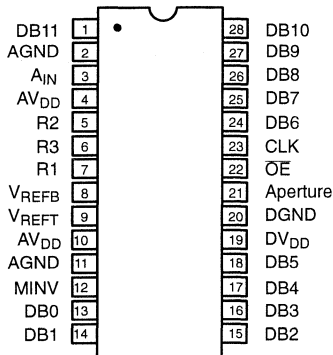 DB11 1 28 DB10
AGND 2 27 DB9
AIN 3 26 DB8
AVDD 4 25 DB7
R2 5 24 DB6
R3 6 23 CLK
R1 7 22 OE
VREFB 8 21 Aperture
VREFT 9 20 DGND
AVDD 10 19 DVDD
AGND 11 18 DB5
MINV 12 17 DB4
DB0 13 16 DB3
DB1 14 15 DB2